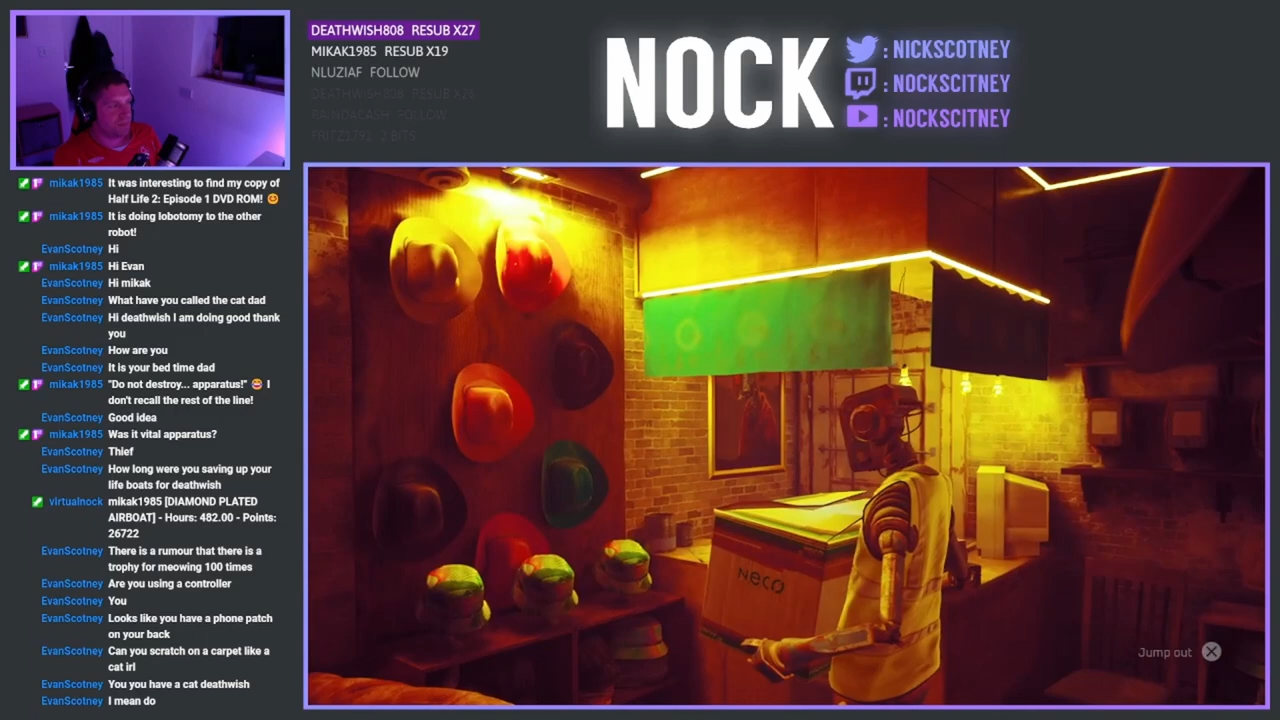 DEATHWISH808 RESUB X27
MIKAK1985 RESUB X19
NLUZIAF FOLLOW
DEATHWISH808 RESUB X26
RAINDACASH FOLLOW
FRITZ1791 2 BITS
NOCK
: NICKSCOTNEY
: NOCKSCITNEY
: NOCKSCITNEY
mikak1985 It was interesting to find my copy of
Half Life 2: Episode 1 DVD ROM! 😊
mikak1985 It is doing lobotomy to the other
robot!
EvanScotney Hi
mikak1985 Hi Evan
EvanScotney Hi mikak
EvanScotney What have you called the cat dad
EvanScotney Hi deathwish I am doing good thank
you
EvanScotney How are you
EvanScotney It is your bed time dad
mikak1985 "Do not destroy... apparatus!" 😄 I
don't recall the rest of the line!
EvanScotney Good idea
mikak1985 Was it vital apparatus?
EvanScotney Thief
EvanScotney How long were you saving up your
life boats for deathwish
virtualnock mikak1985 [DIAMOND PLATED
AIRBOAT] - Hours: 482.00 - Points:
26722
EvanScotney There is a rumour that there is a
trophy for meowing 100 times
EvanScotney Are you using a controller
EvanScotney You
EvanScotney Looks like you have a phone patch
on your back
EvanScotney Can you scratch on a carpet like a
cat irl
EvanScotney You you have a cat deathwish
EvanScotney I mean do
neco
Jump out